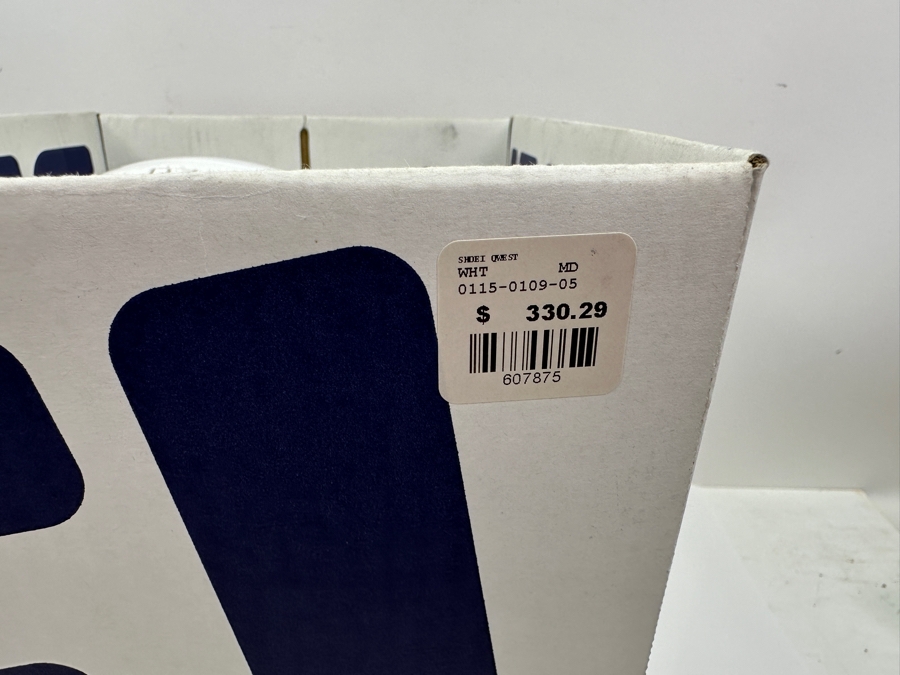 SHOEI QWEST
WHT MD
0115-0109-05
$ 330.29
607875